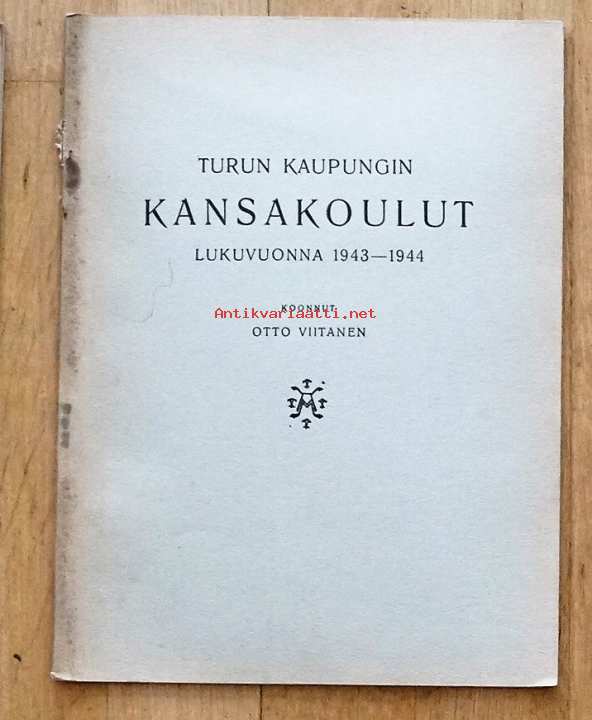 TURUN KAUPUNGIN
KANSAKOULUT
LUKUVUONNA 1943—1944
KOONNUT
Antikvariaatti.net
OTTO VIITANEN